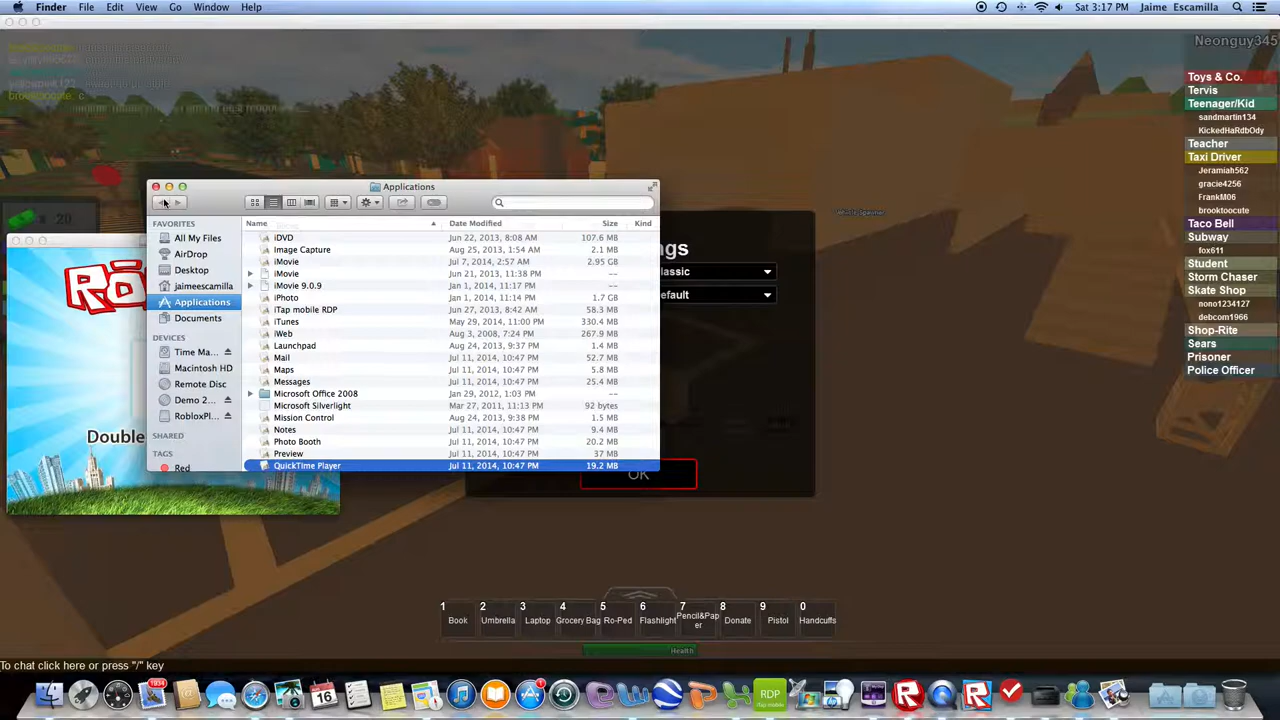 Finder File Edit View Go Window Help
Sat 3:17 PM Jaime Escamilla
Neonguy345
Toys & Co.
Tervis
Teenager/Kid
sandmartin134
KickedHaRdbOdy
Teacher
Taxi Driver
Jeramiah562
gracie4256
FrankM06
brooktocute
Taco Bell
Subway
fox611
Student
Storm Chaser
Skate Shop
nono1234127
debcom1966
Shop-Rite
Sears
Prisoner
Police Officer
20
Double
Applications
FAVORITES
All My Files
AirDrop
Desktop
jaimeescamilla
Applications
Documents
DEVICES
Time Ma...
Macintosh HD
Remote Disc
Demo 2...
RobloxPl...
SHARED
TAGS
Red
Name Date Modified Size Kind
iDVD Jun 22, 2013, 8:08 AM 107.6 MB
Image Capture Aug 25, 2013, 1:54 AM 2.1 MB
iMovie Jul 7, 2014, 2:57 AM 2.95 GB
iMovie Jun 21, 2013, 11:38 PM --
iMovie 9.0.9 Jan 1, 2014, 11:17 PM --
iPhoto Jan 1, 2014, 11:14 PM 1.7 GB
iTap mobile RDP Jun 27, 2013, 8:42 AM 58.3 MB
iTunes May 29, 2014, 11:00 PM 330.4 MB
iWeb Aug 3, 2008, 7:24 PM 267.9 MB
Launchpad Aug 24, 2013, 9:37 PM 1.4 MB
Mail Jul 11, 2014, 10:47 PM 52.7 MB
Maps Jul 11, 2014, 10:47 PM 5.8 MB
Messages Jul 11, 2014, 10:47 PM 25.4 MB
Microsoft Office 2008 Jan 29, 2012, 1:03 PM --
Microsoft Silverlight Mar 27, 2011, 11:13 PM 92 bytes
Mission Control Aug 24, 2013, 9:38 PM 1.5 MB
Notes Jul 11, 2014, 10:47 PM 9.4 MB
Photo Booth Jul 11, 2014, 10:47 PM 20.2 MB
Preview Jul 11, 2014, 10:47 PM 37 MB
QuickTime Player Jul 11, 2014, 10:47 PM 19.2 MB
ngs
lassic
efault
OK
1 2 3 4 5 6 7 8 9 0
Book Umbrella Laptop Grocery Bag Ro-Ped Flashlight Pencil&Paper Donate Pistol Handcuffs
Health
To chat click here or press "/" key
1934
16
1
RDP
iTap mobile